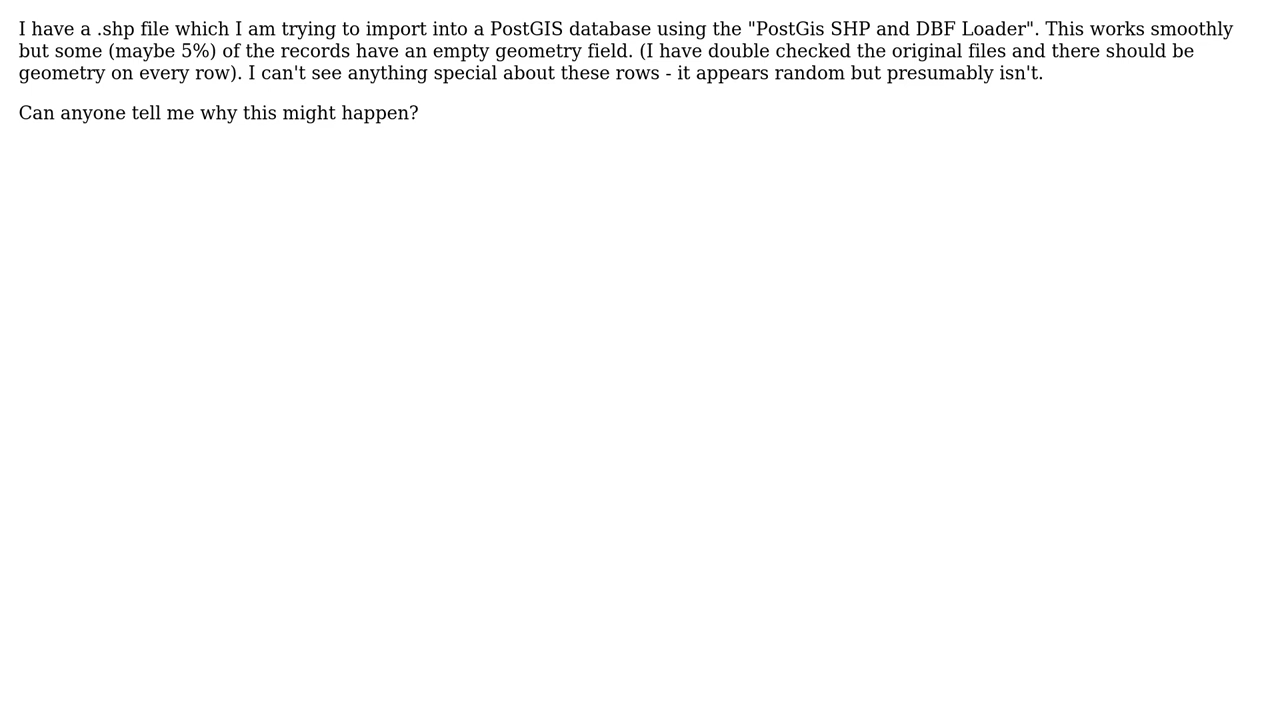 I have a .shp file which I am trying to import into a PostGIS database using the "PostGis SHP and DBF Loader". This works smoothly
but some (maybe 5%) of the records have an empty geometry field. (I have double checked the original files and there should be
geometry on every row). I can't see anything special about these rows - it appears random but presumably isn't.
Can anyone tell me why this might happen?